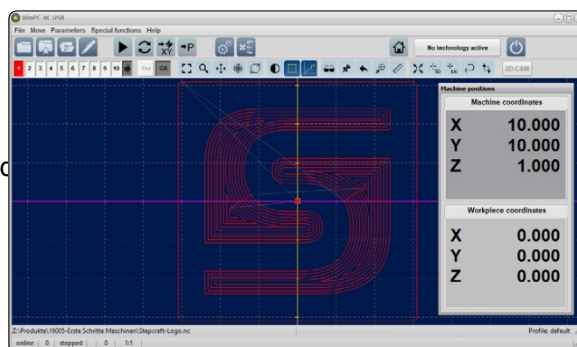 WinPC-NC USB
File Move Parameters Special functions Help
XY P No technology active
1 2 3 4 5 6 7 8 9 10 G0 2D-CAM
Machine positions
Machine coordinates
X 10.000
Y 10.000
Z 1.000
Workpiece coordinates
X 0.000
Y 0.000
Z 0.000
Z:\Produkte\16005-Erste Schritte Maschinen\Stepcraft-Logo.nc Profile: default
online 0 stopped 0 1:1